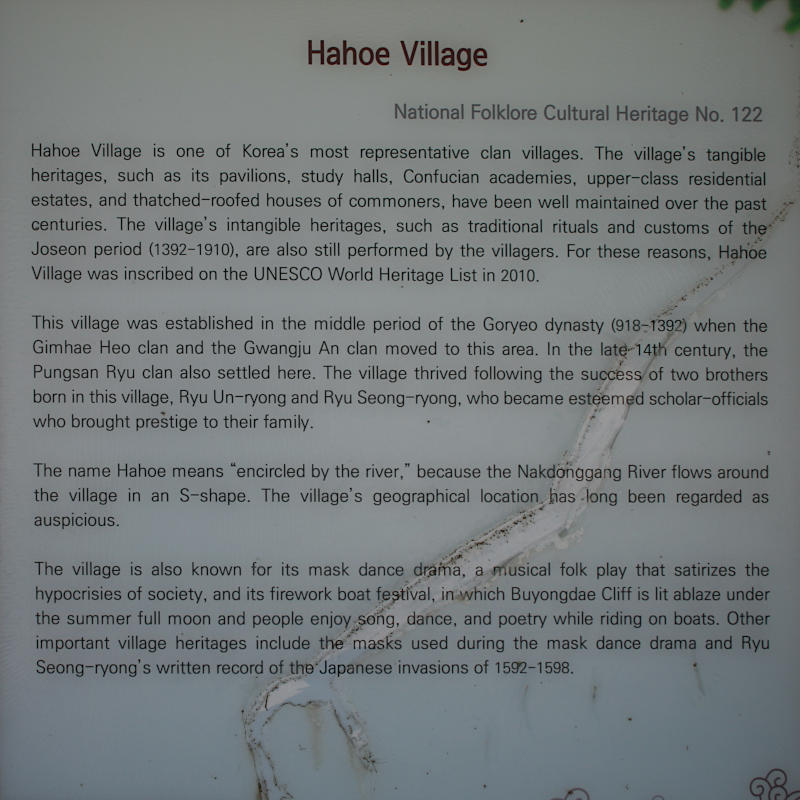 Hahoe Village
National Folklore Cultural Heritage No. 122
Hahoe Village is one of Korea's most representative clan villages. The village's tangible
heritages, such as its pavilions, study halls, Confucian academies, upper-class residential
estates, and thatched-roofed houses of commoners, have been well maintained over the past
centuries. The village's intangible heritages, such as traditional rituals and customs of the
Joseon period (1392-1910), are also still performed by the villagers. For these reasons, Hahoe
Village was inscribed on the UNESCO World Heritage List in 2010.
This village was established in the middle period of the Goryeo dynasty (918-1392) when the
Gimhae Heo clan and the Gwangju An clan moved to this area. In the late 14th century, the
Pungsan Ryu clan also settled here. The village thrived following the success of two brothers
born in this village, Ryu Un-ryong and Ryu Seong-ryong, who became esteemed scholar-officials
who brought prestige to their family.
The name Hahoe means “encircled by the river,” because the Nakdonggang River flows around
the village in an S-shape. The village's geographical location has long been regarded as
auspicious.
The village is also known for its mask dance drama, a musical folk play that satirizes the
hypocrisies of society, and its firework boat festival, in which Buyongdae Cliff is lit ablaze under
the summer full moon and people enjoy song, dance, and poetry while riding on boats. Other
important village heritages include the masks used during the mask dance drama and Ryu
Seong-ryong's written record of the Japanese invasions of 1592-1598.